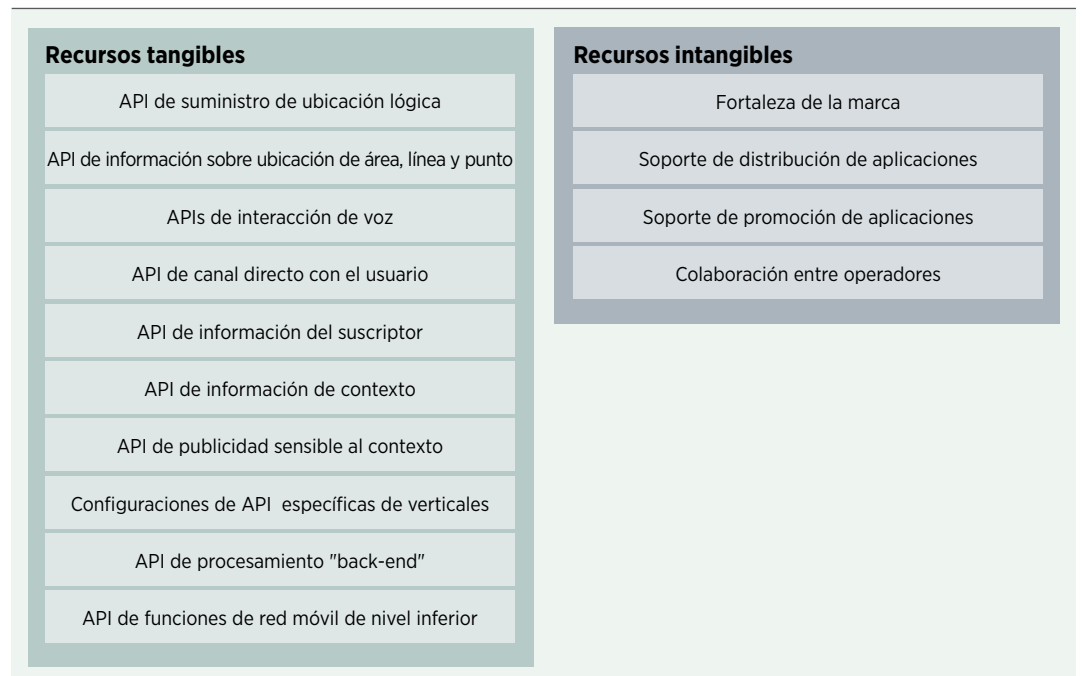 Recursos tangibles
API de suministro de ubicación lógica
API de información sobre ubicación de área, línea y punto
APIs de interacción de voz
API de canal directo con el usuario
API de información del suscriptor
API de información de contexto
API de publicidad sensible al contexto
Configuraciones de API específicas de verticales
API de procesamiento "back-end"
API de funciones de red móvil de nivel inferior
Recursos intangibles
Fortaleza de la marca
Soporte de distribución de aplicaciones
Soporte de promoción de aplicaciones
Colaboración entre operadores